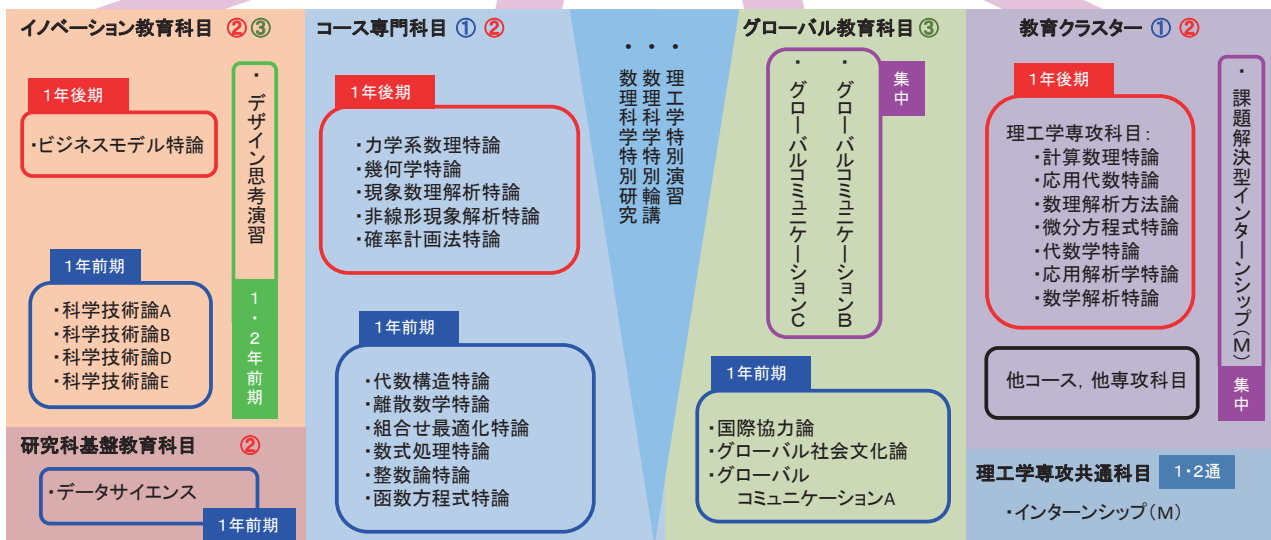 イノベーション教育科目 ②③
1年後期
・ビジネスモデル特論
・デザイン思考演習
1・2年前期
1年前期
・科学技術論A
・科学技術論B
・科学技術論D
・科学技術論E
研究科基盤教育科目 ②
・データサイエンス
1年前期
コース専門科目 ① ②
1年後期
・力学系数理特論
・幾何学特論
・現象数理解析特論
・非線形現象解析特論
・確率計画法特論
1年前期
・代数構造特論
・離散数学特論
・組合せ最適化特論
・数式処理特論
・整数論特論
・函数方程式特論
・理工学特別演習
・数理科学特別輪講
・数理科学特別研究
グローバル教育科目③
集中
・グローバルコミュニケーションB
・グローバルコミュニケーションC
1年前期
・国際協力論
・グローバル社会文化論
・グローバル
コミュニケーションA
教育クラスター ① ②
1年後期
理工学専攻科目:
・計算数理特論
・応用代数特論
・数理解析方法論
・微分方程式特論
・代数学特論
・応用解析学特論
・数学解析特論
他コース,他専攻科目
・課題解決型インターンシップ(M)
集中
理工学専攻共通科目 1・2通
・インターンシップ(M)